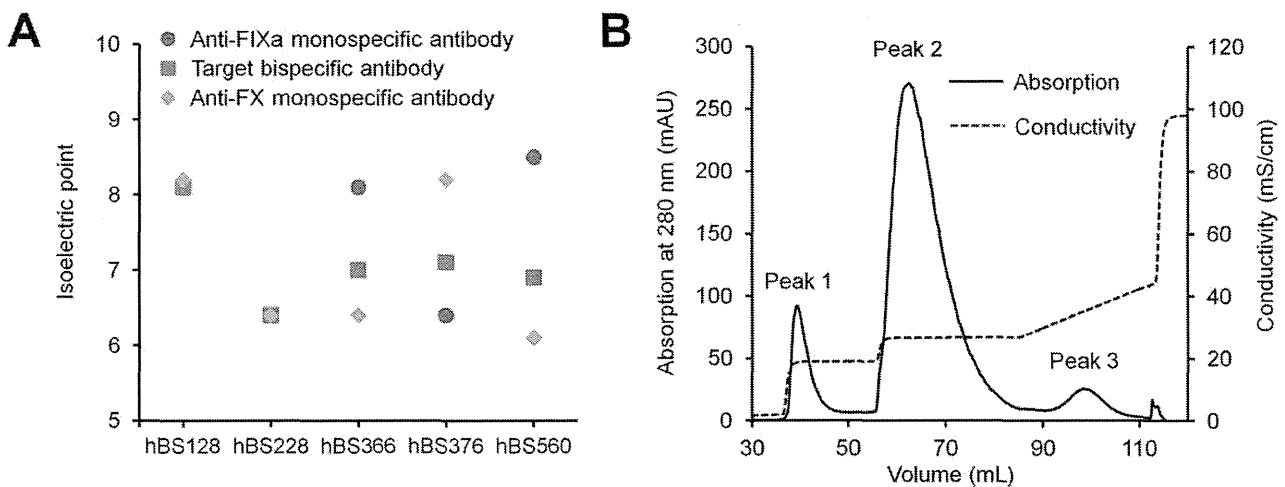 A
10
9
8
7
6
5
Isoelectric point
Anti-FIXa monospecific antibody
Target bispecific antibody
Anti-FX monospecific antibody
hBS128 hBS228 hBS366 hBS376 hBS560
B
300
250
200
150
100
50
0
Absorption at 280 nm (mAU)
Peak 1
Peak 2
Peak 3
Absorption
Conductivity
120
100
80
60
40
20
0
Conductivity (mS/cm)
30 50 70 90 110
Volume (mL)